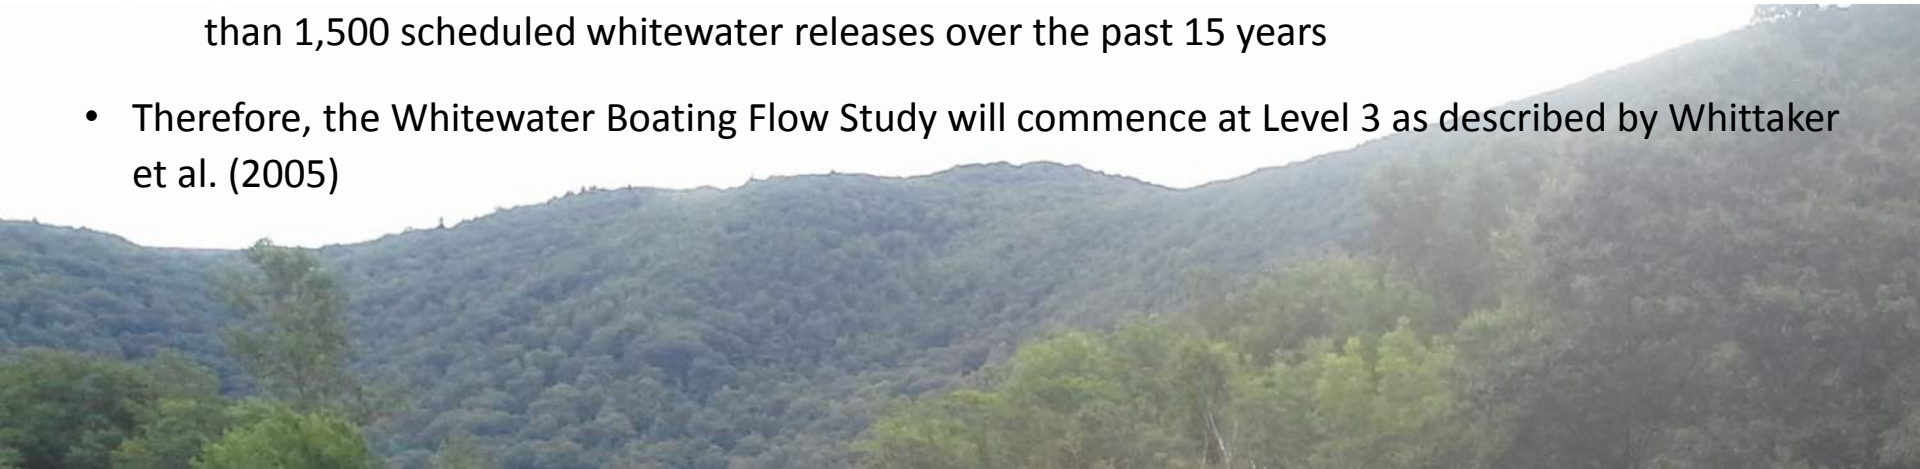 than 1,500 scheduled whitewater releases over the past 15 years
• Therefore, the Whitewater Boating Flow Study will commence at Level 3 as described by Whittaker
et al. (2005)